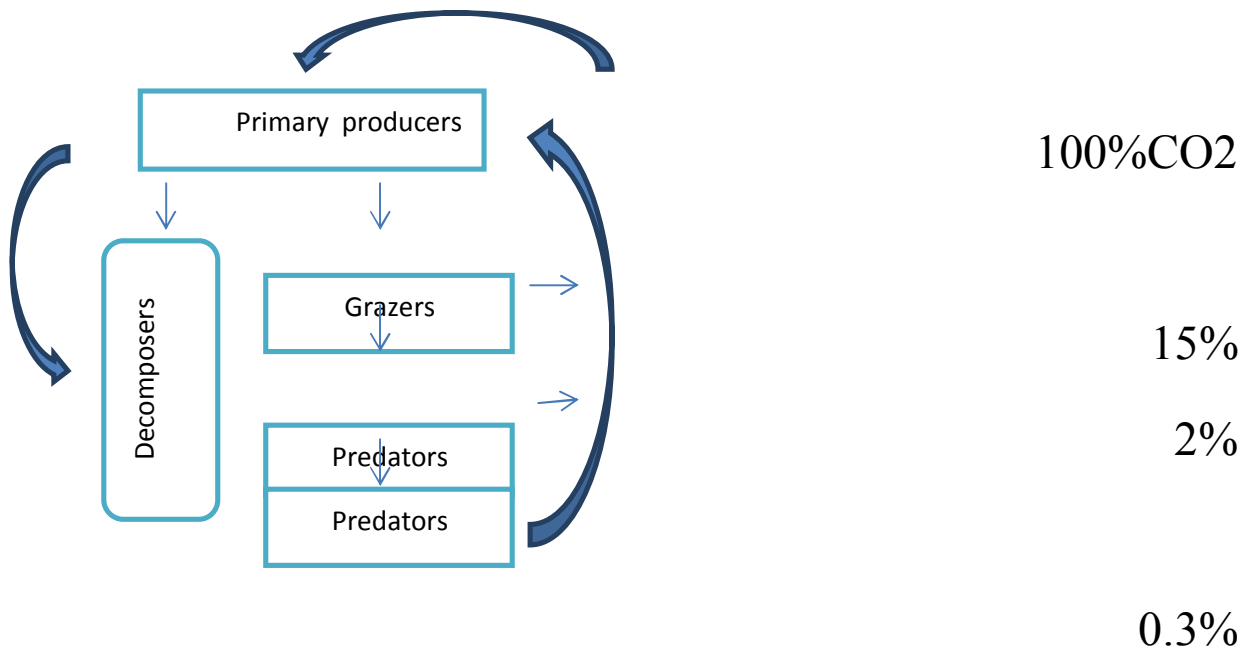 Primary producers
100%CO2
Grazers
Decomposers
15%
2%
Predators
Predators
0.3%